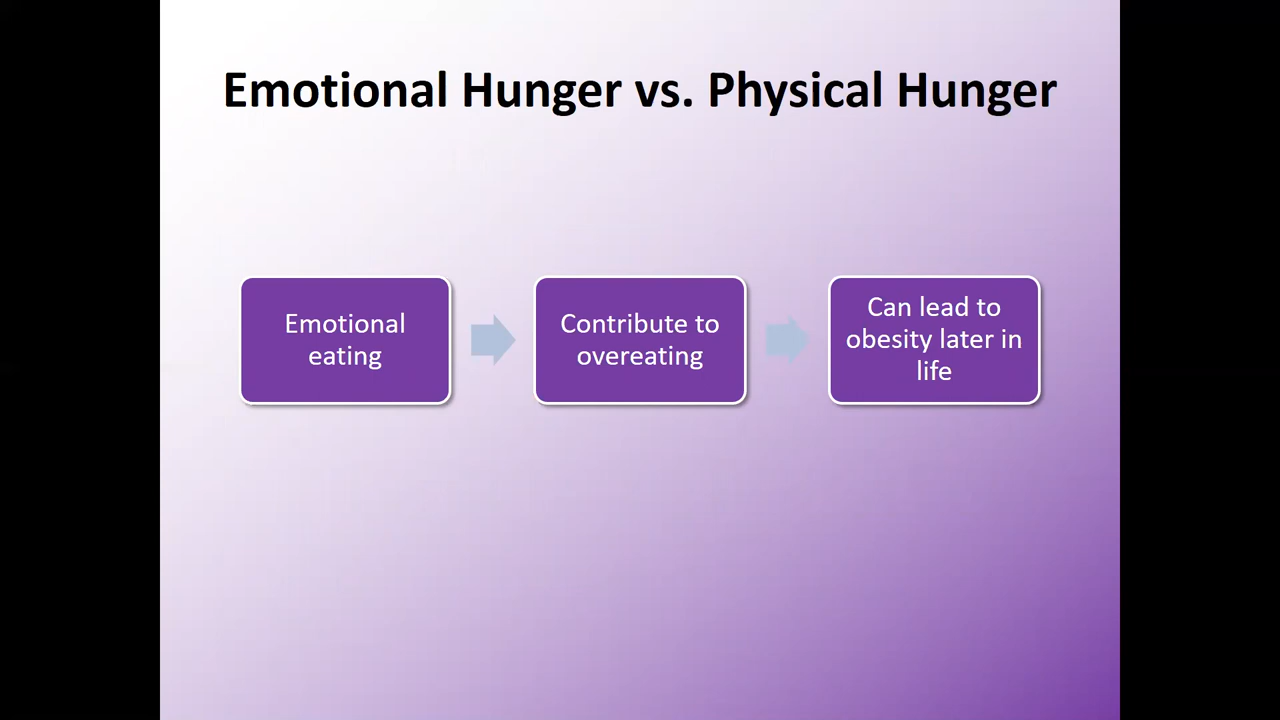 Emotional Hunger vs. Physical Hunger
Emotional
eating
Contribute to
overeating
Can lead to
obesity later in
life